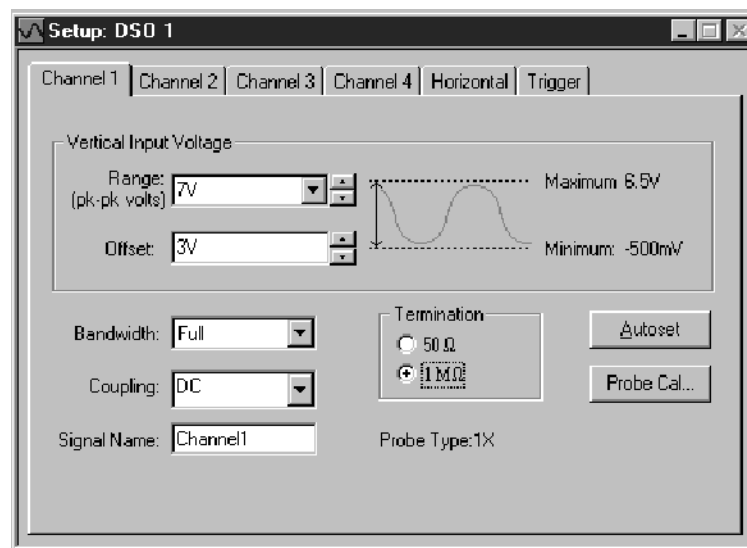 Setup: DSO 1
Channel 1 Channel 2 Channel 3 Channel 4 Horizontal Trigger
Vertical Input Voltage
Range: 7V Maximum 6.5V
(pk-pk volts)
Offset: 3V Minimum: -500mV
Bandwidth: Full
Termination
50 Ω
1 MΩ
Autoset
Coupling: DC
Probe Cal...
Signal Name: Channel1
Probe Type:1X